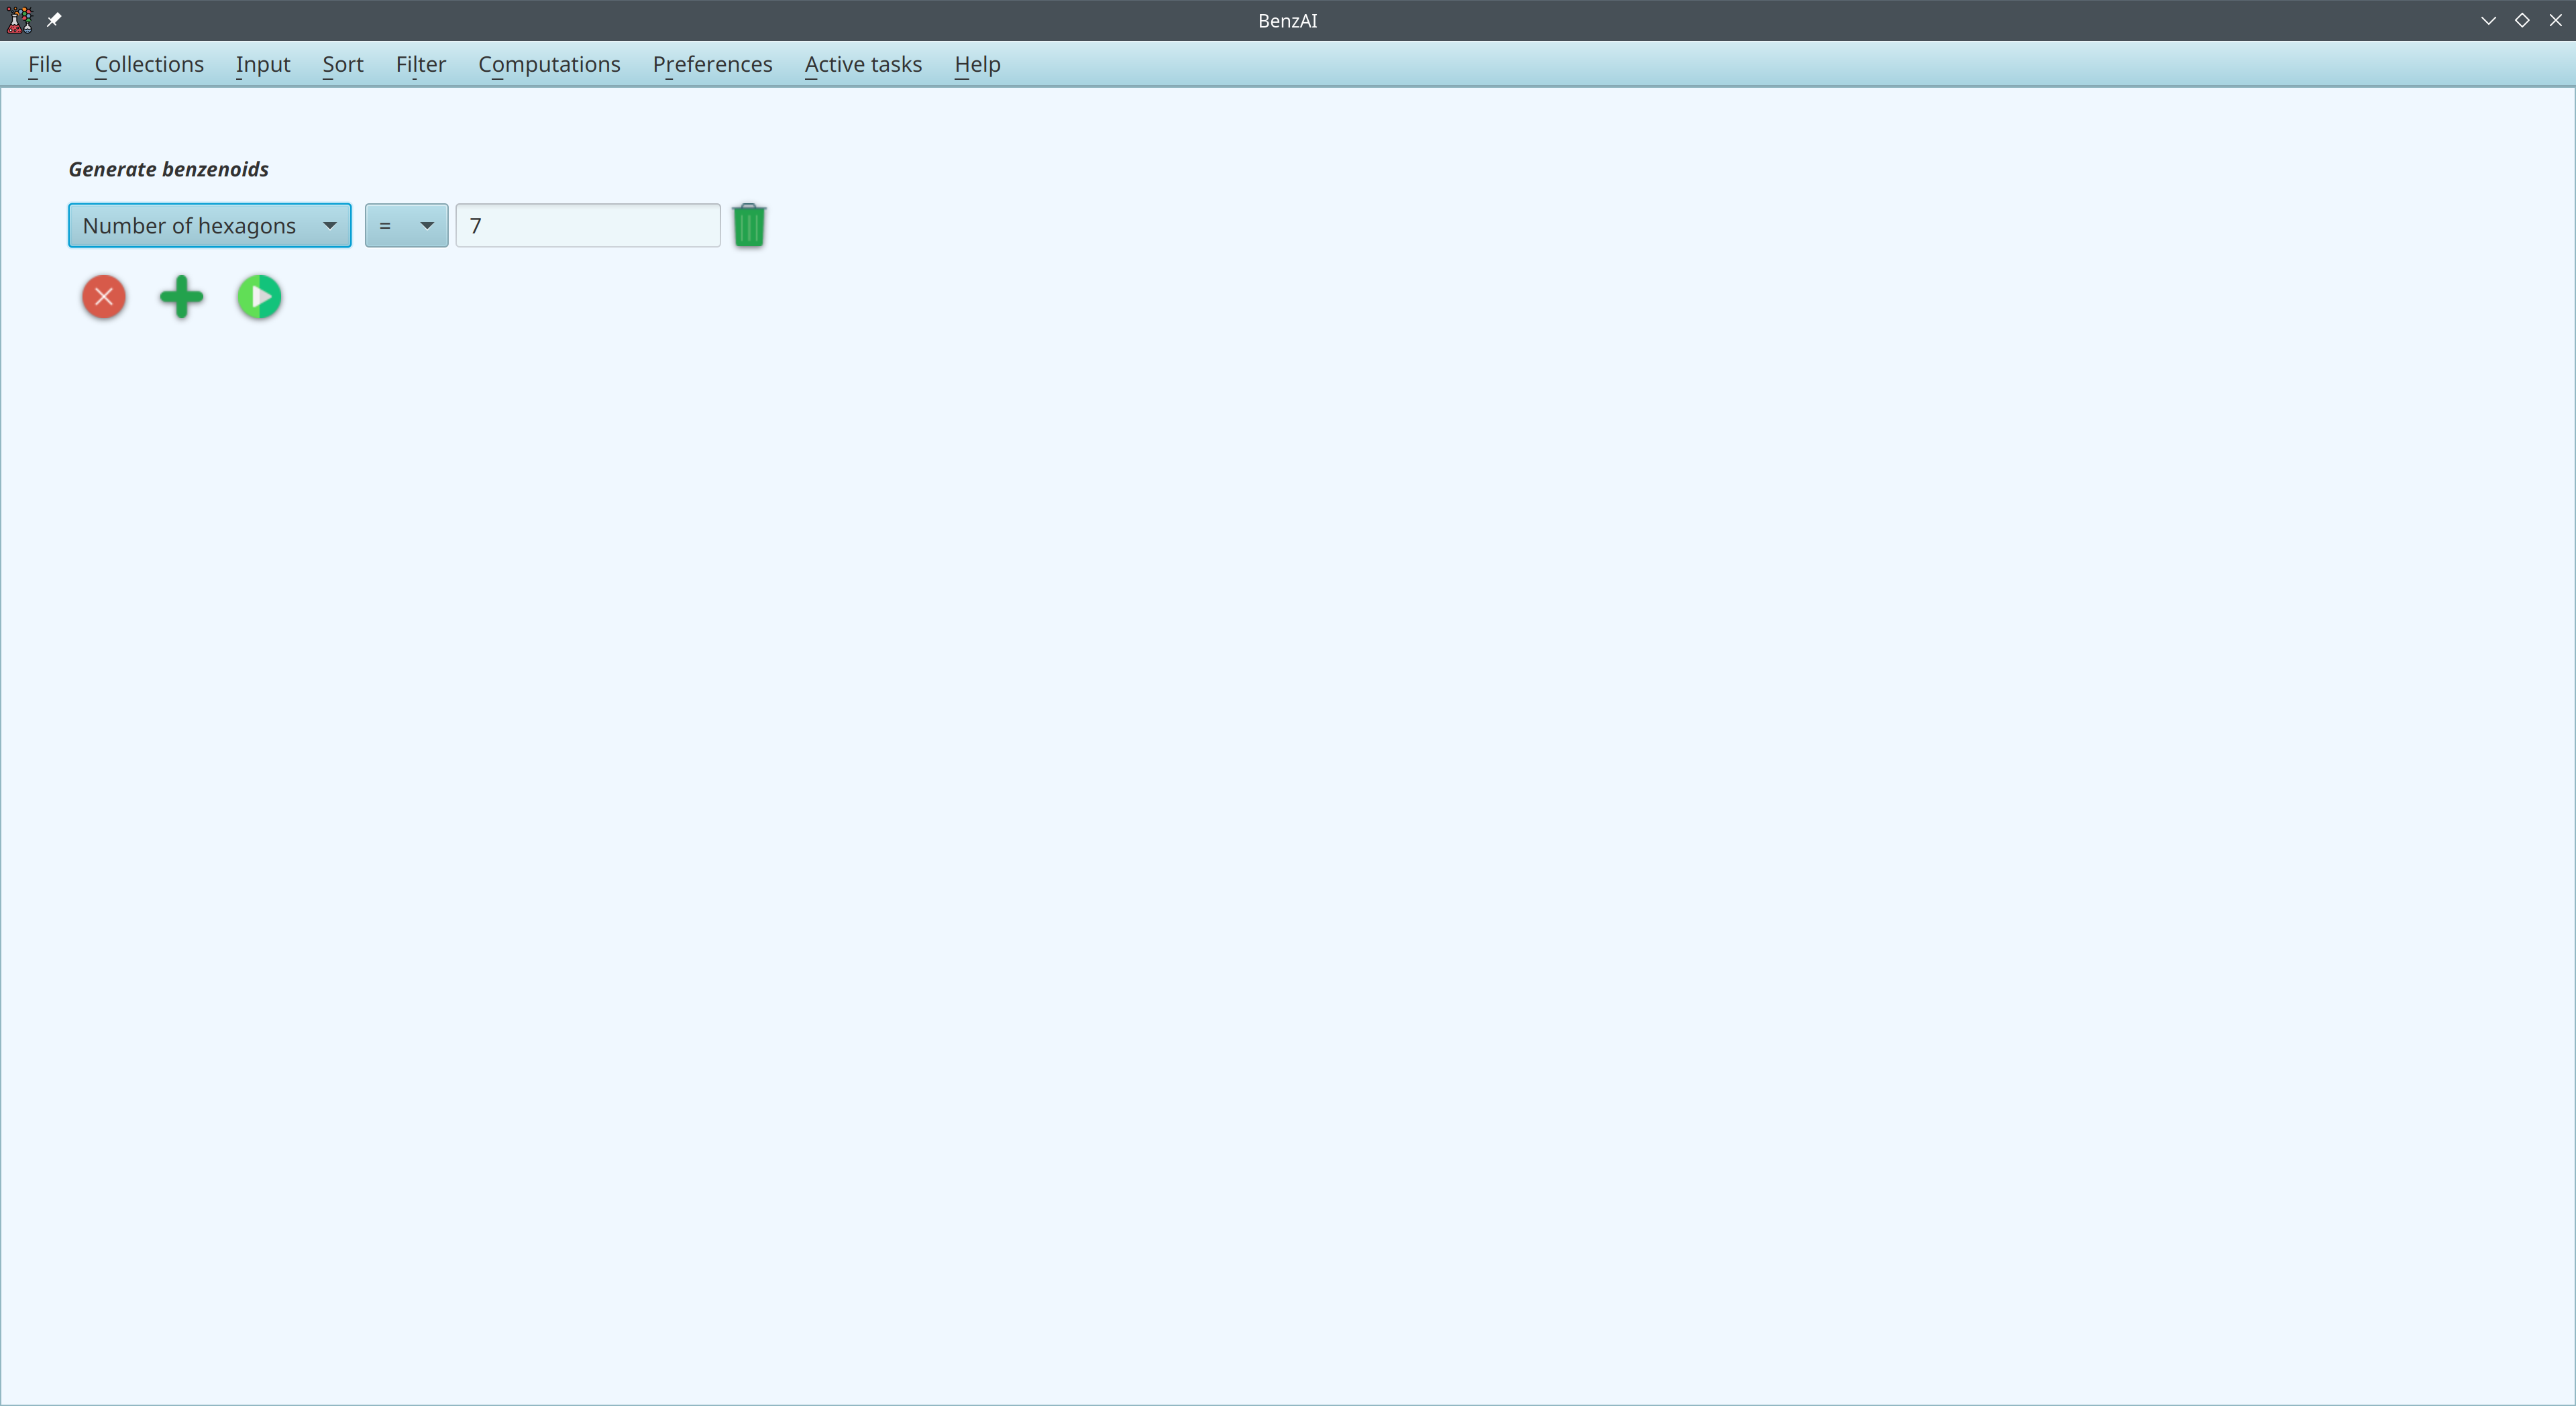 BenzAI
File Collections Input Sort Filter Computations Preferences Active tasks Help
Generate benzenoids
Number of hexagons = 7